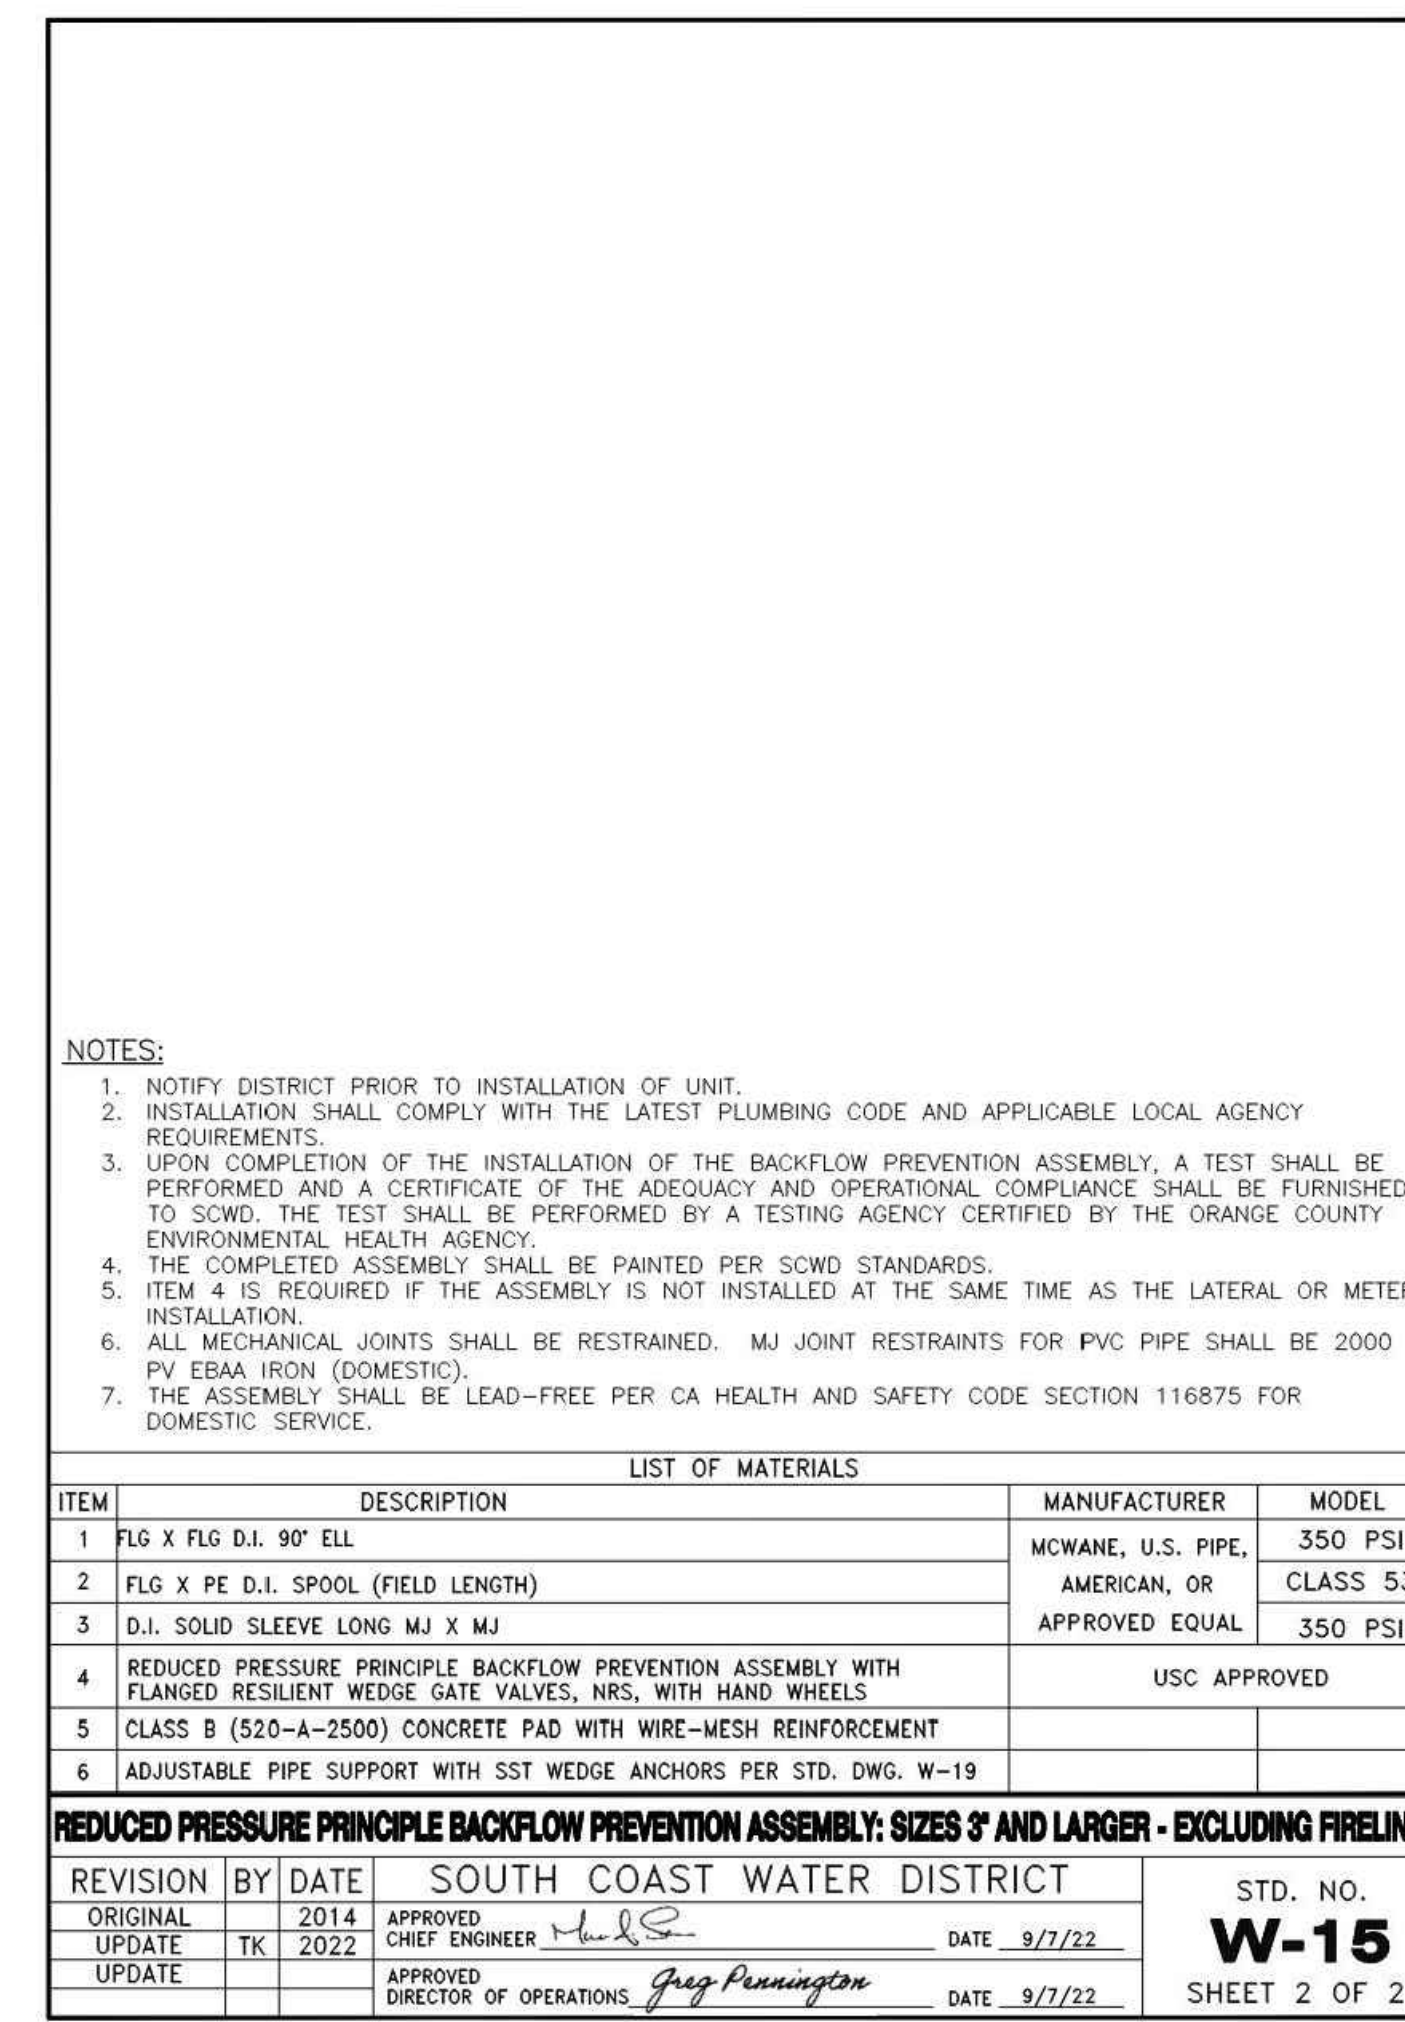 NOTES:
1. NOTIFY DISTRICT PRIOR TO INSTALLATION OF UNIT.
2. INSTALLATION SHALL COMPLY WITH THE LATEST PLUMBING CODE AND APPLICABLE LOCAL AGENCY
REQUIREMENTS.
3. UPON COMPLETION OF THE INSTALLATION OF THE BACKFLOW PREVENTION ASSEMBLY, A TEST SHALL BE
PERFORMED AND A CERTIFICATE OF THE ADEQUACY AND OPERATIONAL COMPLIANCE SHALL BE FURNISHED
TO SCWD. THE TEST SHALL BE PERFORMED BY A TESTING AGENCY CERTIFIED BY THE ORANGE COUNTY
ENVIRONMENTAL HEALTH AGENCY.
4. THE COMPLETED ASSEMBLY SHALL BE PAINTED PER SCWD STANDARDS.
5. ITEM 4 IS REQUIRED IF THE ASSEMBLY IS NOT INSTALLED AT THE SAME TIME AS THE LATERAL OR METER
INSTALLATION.
6. ALL MECHANICAL JOINTS SHALL BE RESTRAINED. MJ JOINT RESTRAINTS FOR PVC PIPE SHALL BE 2000
PV EBAA IRON (DOMESTIC).
7. THE ASSEMBLY SHALL BE LEAD-FREE PER CA HEALTH AND SAFETY CODE SECTION 116875 FOR
DOMESTIC SERVICE.
LIST OF MATERIALS
ITEM DESCRIPTION MANUFACTURER MODEL
1 FLG X FLG D.I. 90° ELL MCWANE, U.S. PIPE, 350 PSI
2 FLG X PE D.I. SPOOL (FIELD LENGTH) AMERICAN, OR CLASS 53
3 D.I. SOLID SLEEVE LONG MJ X MJ APPROVED EQUAL 350 PSI
4 REDUCED PRESSURE PRINCIPLE BACKFLOW PREVENTION ASSEMBLY WITH
FLANGED RESILIENT WEDGE GATE VALVES, NRS, WITH HAND WHEELS USC APPROVED
5 CLASS B (520-A-2500) CONCRETE PAD WITH WIRE-MESH REINFORCEMENT
6 ADJUSTABLE PIPE SUPPORT WITH SST WEDGE ANCHORS PER STD. DWG. W-19
REDUCED PRESSURE PRINCIPLE BACKFLOW PREVENTION ASSEMBLY: SIZES 3" AND LARGER - EXCLUDING FIRELIN
REVISION BY DATE SOUTH COAST WATER DISTRICT
ORIGINAL 2014
UPDATE TK 2022
UPDATE
APPROVED
CHIEF ENGINEER DATE 9/7/22
APPROVED
DIRECTOR OF OPERATIONS Greg Pennington DATE 9/7/22
STD. NO.
W-15
SHEET 2 OF 2